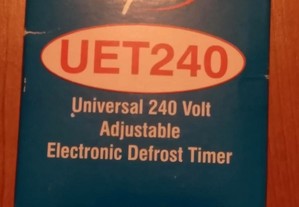 UET240
Universal 240 Volt
Adjustable
Electronic Defrost Timer